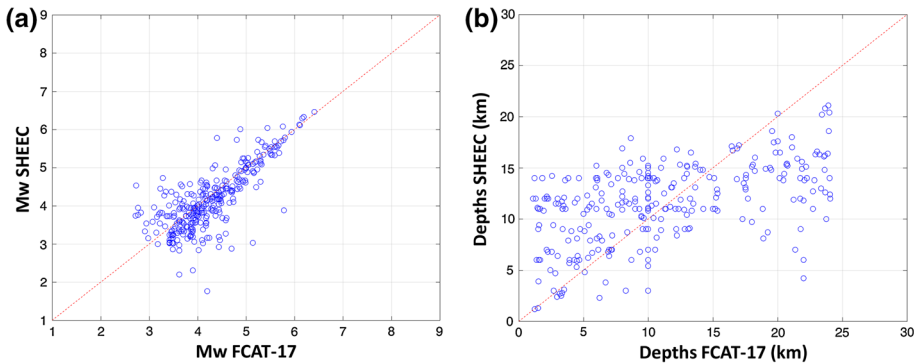 (a)
9
8
7
6
5
4
3
2
1
Mw SHEEC
1 2 3 4 5 6 7 8 9
Mw FCAT-17
(b)
30
25
20
15
10
5
0
Depths SHEEC (km)
0 5 10 15 20 25 30
Depths FCAT-17 (km)